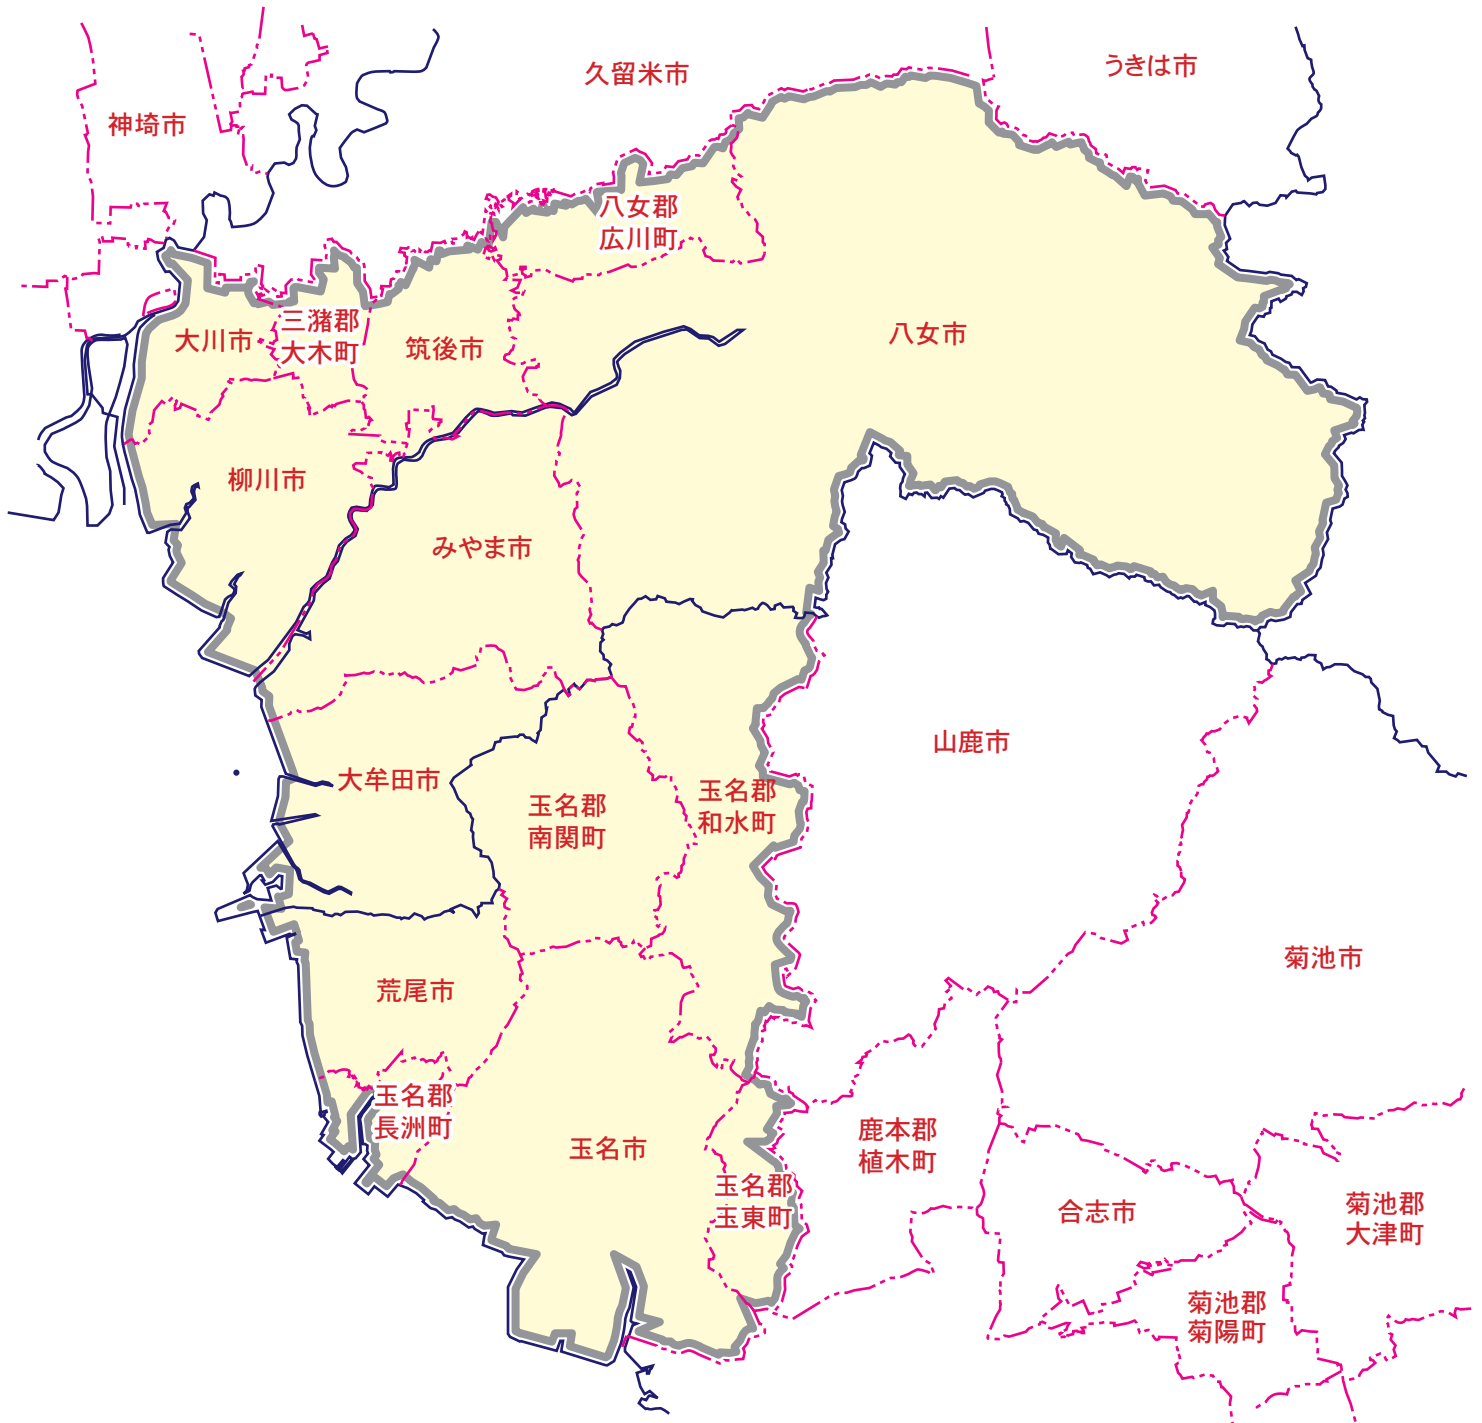 久留米市
うきは市
神埼市
八女郡
広川町
大川市
三潴郡
大木町
筑後市
八女市
柳川市
みやま市
山鹿市
大牟田市
玉名郡
南関町
玉名郡
和水町
菊池市
荒尾市
玉名郡
長洲町
玉名市
鹿本郡
植木町
玉名郡
玉東町
合志市
菊池郡
大津町
菊池郡
菊陽町